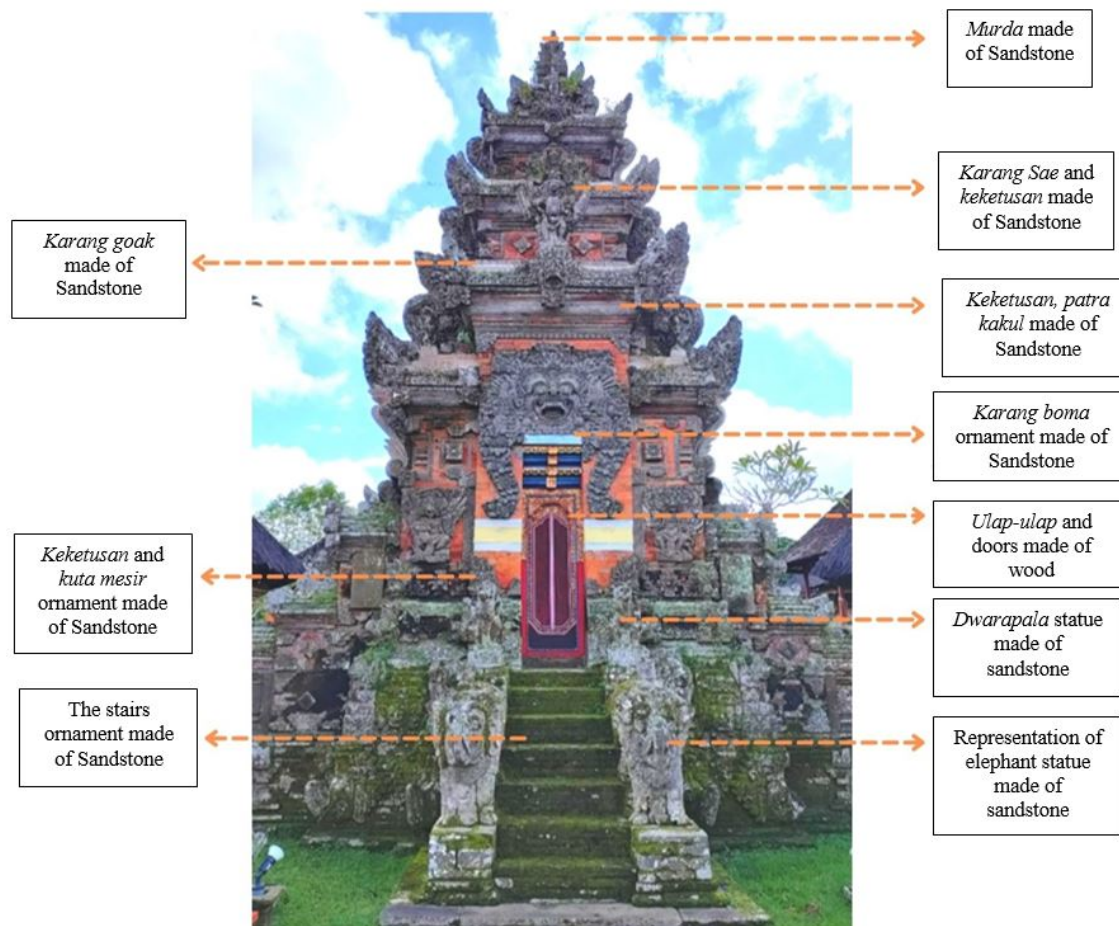 Murda made
of Sandstone
Karang Sae and
keketusan made
of Sandstone
Karang goak
made of
Sandstone
Keketusan, patra
kakul made of
Sandstone
Karang boma
ornament made of
Sandstone
Ulap-ulap and
doors made of
wood
Keketusan and
kuta mesir
ornament made
of Sandstone
Dwarapala statue
made of
sandstone
The stairs
ornament made
of Sandstone
Representation of
elephant statue
made of
sandstone